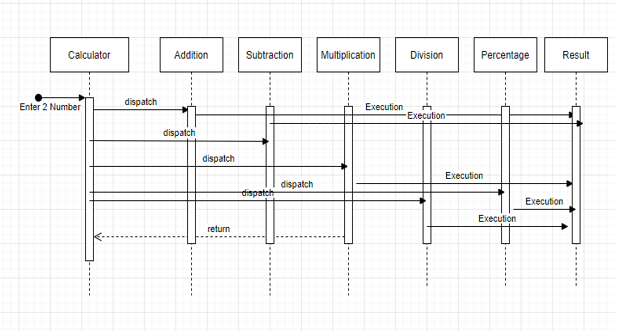 Calculator
Addition
Subtraction
Multiplication
Division
Percentage
Result
Enter 2 Number
dispatch
Execution
Execution
dispatch
dispatch
Execution
dispatch
dispatch
Execution
Execution
return